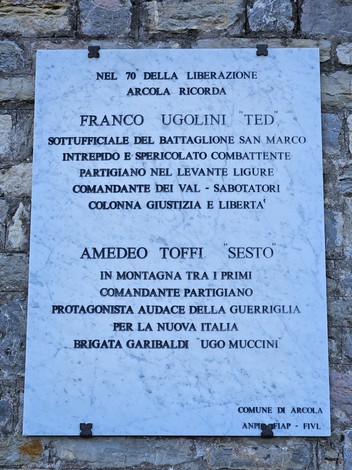 NEL 70° DELLA LIBERAZIONE
ARCOLA RICORDA
FRANCO UGOLINI "TED"
SOTTUFFICIALE DEL BATTAGLIONE SAN MARCO
INTREPIDO E SPERICOLATO COMBATTENTE
PARTIGIANO NEL LEVANTE LIGURE
COMANDANTE DEI VAL - SABOTATORI
COLONNA GIUSTIZIA E LIBERTA'
AMEDEO TOFFI "SESTO"
IN MONTAGNA TRA I PRIMI
COMANDANTE PARTIGIANO
PROTAGONISTA AUDACE DELLA GUERRIGLIA
PER LA NUOVA ITALIA
BRIGATA GARIBALDI "UGO MUCCINI"
COMUNE DI ARCOLA
ANPI - FIAP - FIVL